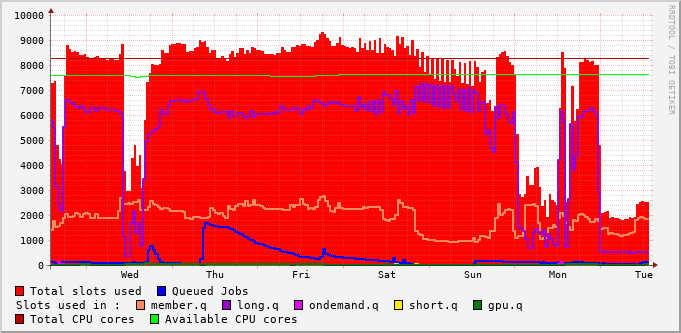 10000
9000
8000
7000
6000
5000
4000
3000
2000
1000
0
Wed Thu Fri Sat Sun Mon Tue
Total slots used Queued Jobs
Slots used in : member.q long.q ondemand.q short.q gpu.q
Total CPU cores Available CPU cores
RRDTOOL / TOBI OETIKER